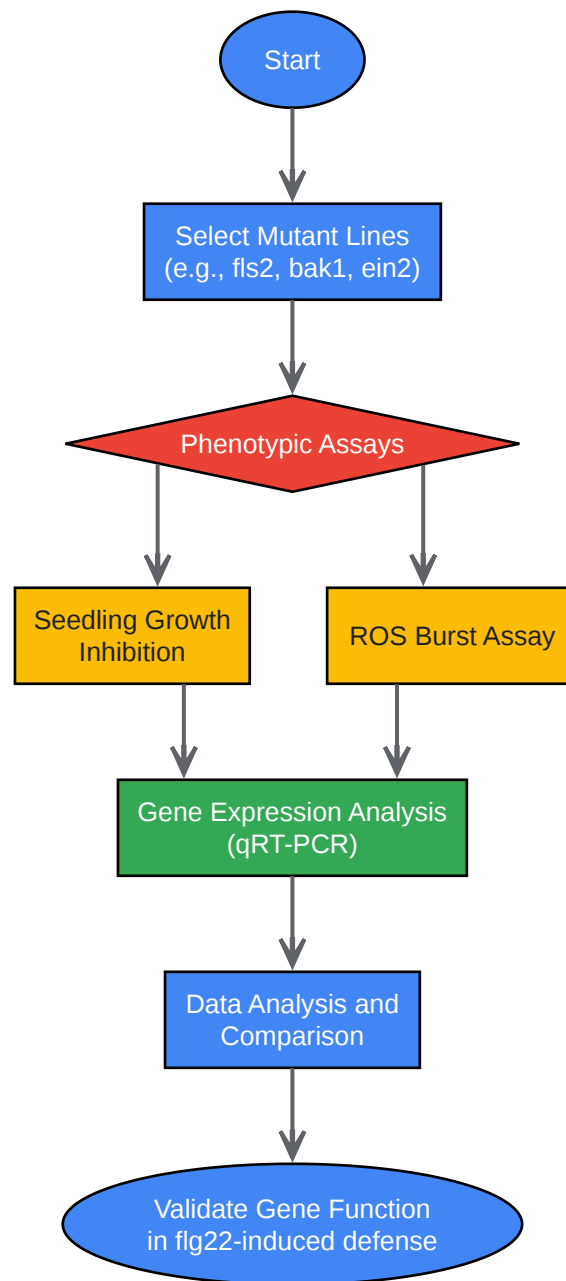 Start
Select Mutant Lines
(e.g., fls2, bak1, ein2)
Phenotypic Assays
Seedling Growth
Inhibition
ROS Burst Assay
Gene Expression Analysis
(qRT-PCR)
Data Analysis and
Comparison
Validate Gene Function
in flg22-induced defense